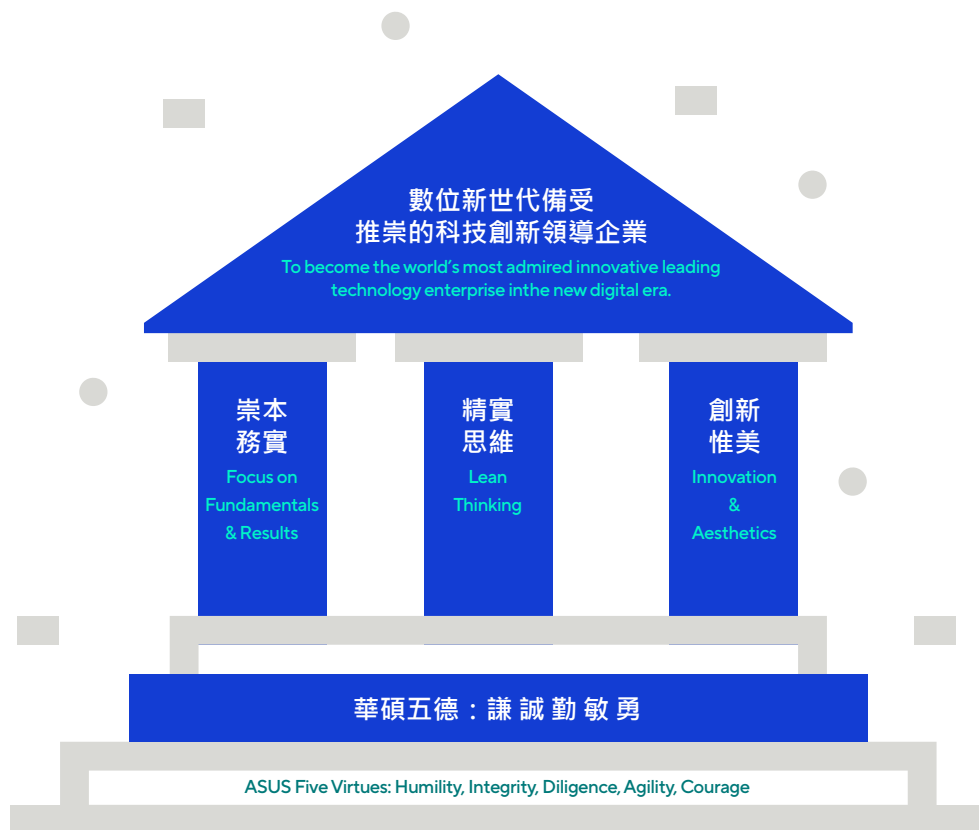 數位新世代備受
推崇的科技創新領導企業
To become the world's most admired innovative leading
technology enterprise inthe new digital era.
崇本
務實
Focus on
Fundamentals
& Results
精實
思維
Lean
Thinking
創新
惟美
Innovation
&
Aesthetics
華碩五德：謙 誠 勤 敏 勇
ASUS Five Virtues: Humility, Integrity, Diligence, Agility, Courage